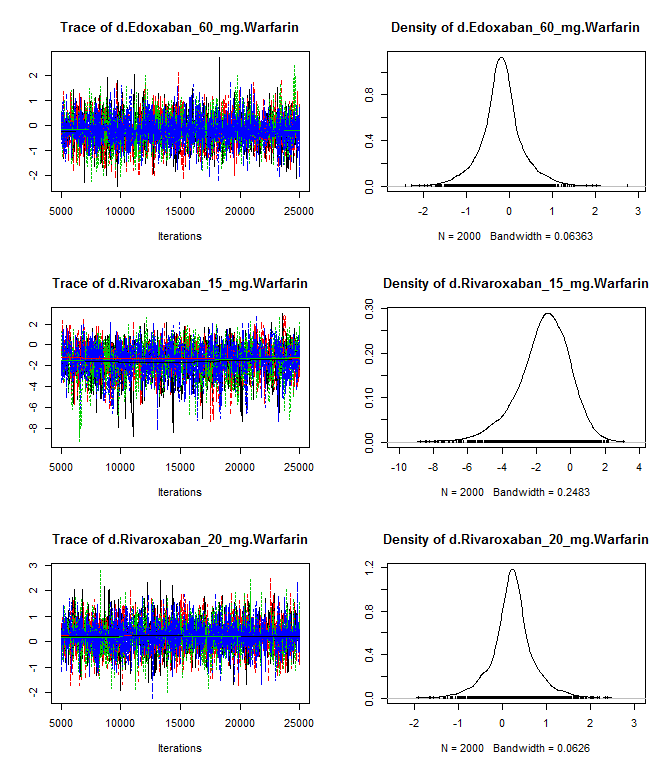 Trace of d.Edoxaban_60_mg.Warfarin
2
1
0
-1
-2
5000 10000 15000 20000 25000
Iterations
Density of d.Edoxaban_60_mg.Warfarin
0.8
0.4
0.0
-2 -1 0 1 2 3
N = 2000 Bandwidth = 0.06363
Trace of d.Rivaroxaban_15_mg.Warfarin
2
0
-2
-4
-6
-8
5000 10000 15000 20000 25000
Iterations
Density of d.Rivaroxaban_15_mg.Warfarin
0.30
0.20
0.10
0.00
-10 -8 -6 -4 -2 0 2 4
N = 2000 Bandwidth = 0.2483
Trace of d.Rivaroxaban_20_mg.Warfarin
3
2
1
0
-1
-2
5000 10000 15000 20000 25000
Iterations
Density of d.Rivaroxaban_20_mg.Warfarin
1.2
0.8
0.4
0.0
-2 -1 0 1 2 3
N = 2000 Bandwidth = 0.0626